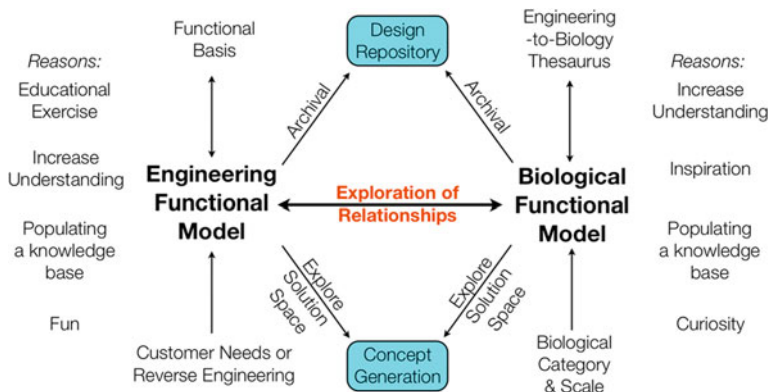 Reasons:
Educational
Exercise
Increase
Understanding
Populating
a knowledge
base
Fun
Functional
Basis
Engineering
Functional
Model
Customer Needs or
Reverse Engineering
Design
Repository
Archival
Archival
Exploration of
Relationships
Explore
Solution
Space
Explore
Solution
Space
Concept
Generation
Engineering
-to-Biology
Thesaurus
Biological
Functional
Model
Biological
Category
& Scale
Reasons:
Increase
Understanding
Inspiration
Populating
a knowledge
base
Curiosity